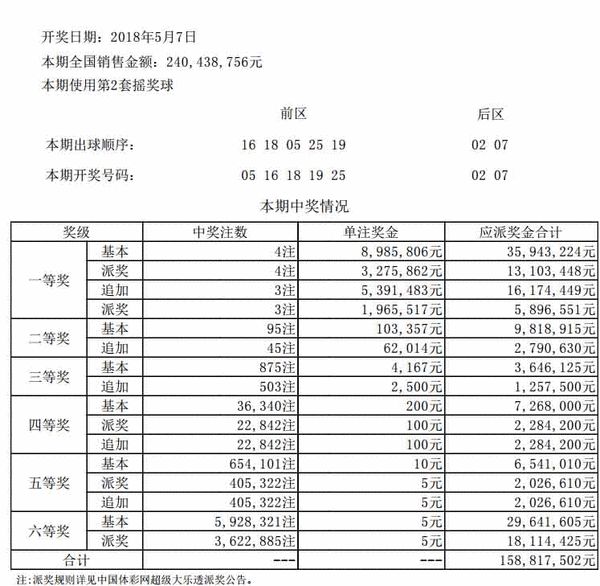 开奖日期：2018年5月7日
本期全国销售金额：240,438,756元
本期使用第2套摇奖球
前区 后区
本期出球顺序： 16 18 05 25 19 02 07
本期开奖号码： 05 16 18 19 25 02 07
本期中奖情况
奖级 中奖注数 单注奖金 应派奖金合计
一等奖 基本 4注 8,985,806元 35,943,224元
派奖 4注 3,275,862元 13,103,448元
追加 3注 5,391,483元 16,174,449元
派奖 3注 1,965,517元 5,896,551元
二等奖 基本 95注 103,357元 9,818,915元
追加 45注 62,014元 2,790,630元
三等奖 基本 875注 4,167元 3,646,125元
追加 503注 2,500元 1,257,500元
四等奖 基本 36,340注 200元 7,268,000元
派奖 22,842注 100元 2,284,200元
追加 22,842注 100元 2,284,200元
五等奖 基本 654,101注 10元 6,541,010元
派奖 405,322注 5元 2,026,610元
追加 405,322注 5元 2,026,610元
六等奖 基本 5,928,321注 5元 29,641,605元
派奖 3,622,885注 5元 18,114,425元
合计 --- --- 158,817,502元
注：派奖规则详见中国体彩网超级大乐透派奖公告。